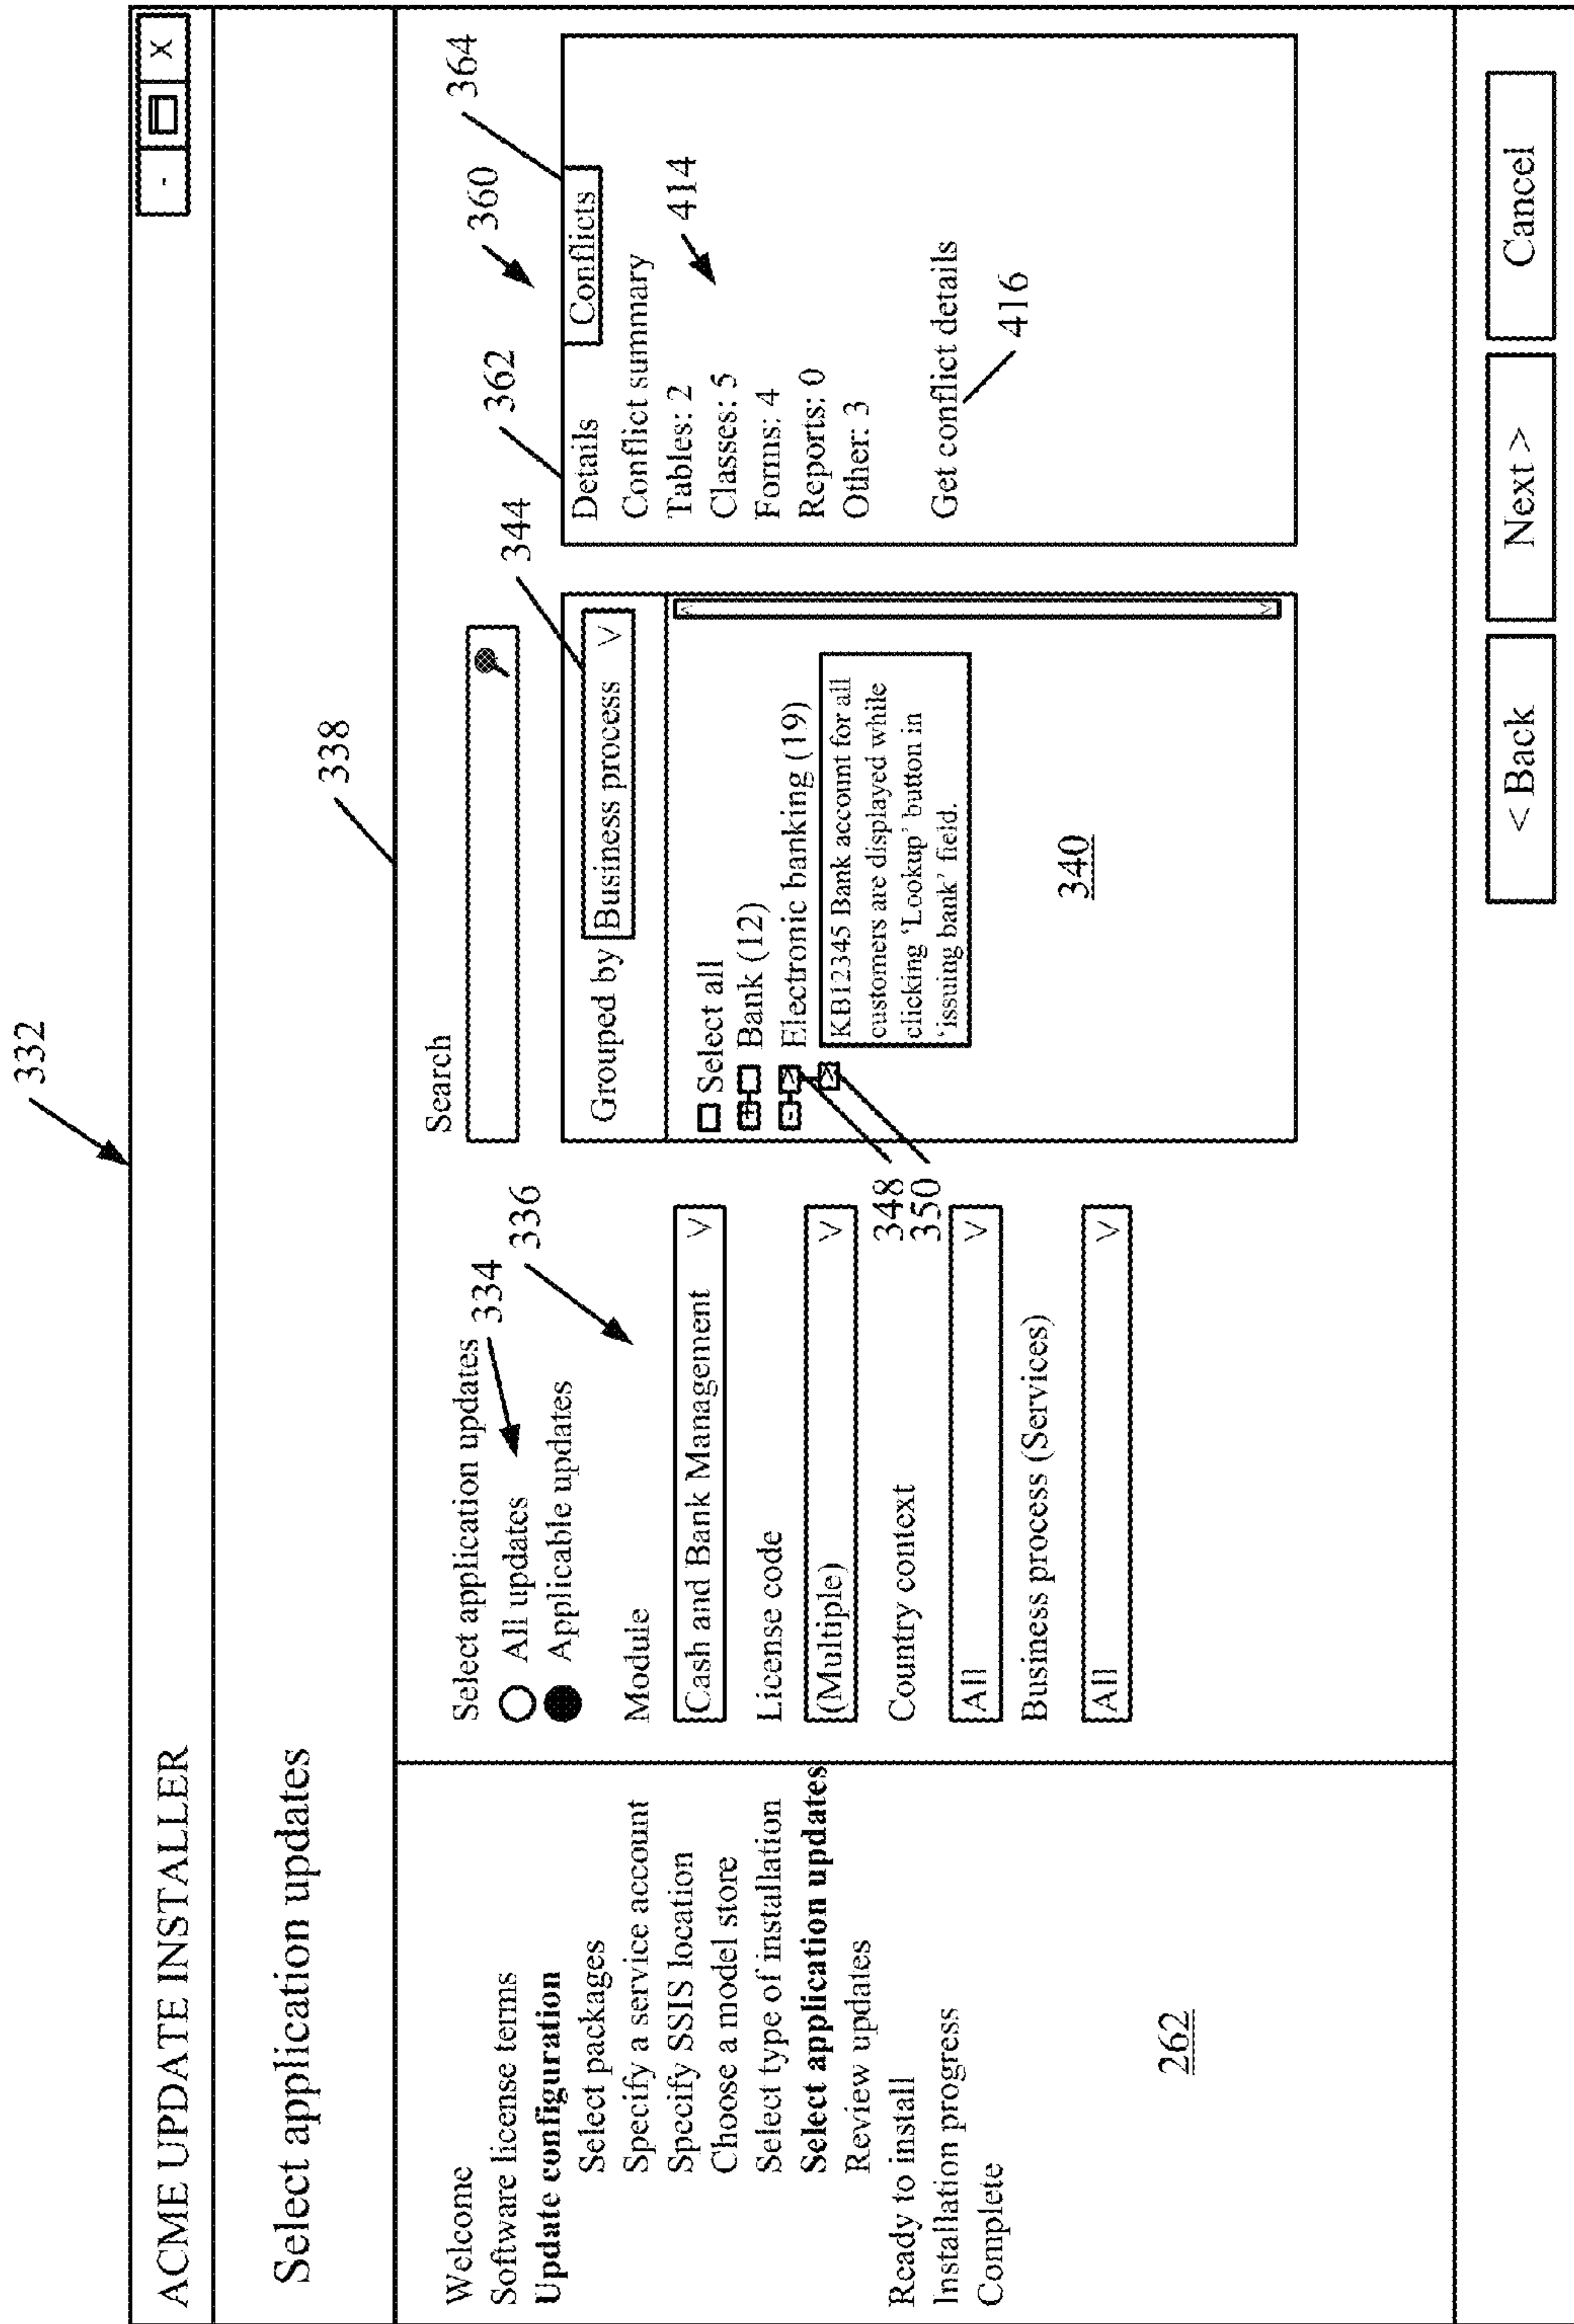 332
ACME UPDATE INSTALLER
- X
Select application updates
338
Welcome
Software license terms
Update configuration
Select packages
Specify a service account
Specify SSIS location
Choose a model store
Select type of installation
Select application updates
Review updates
Ready to install
Installation progress
Complete
262
Select application updates
334
All updates
Applicable updates
336
Module
Cash and Bank Management V
License code
(Multiple) V
348
350
Country context
All V
Business process (Services)
All V
Search
344
Grouped by Business process V
Select all
+ Bank (12)
- Electronic banking (19)
KB12345 Bank account for all
customers are displayed while
clicking ‘Lookup’ button in
‘issuing bank’ field.
340
362
360
364
Details Conflicts
Conflict summary
Tables: 2
Classes: 5
Forms: 4
Reports: 0
Other: 3
414
Get conflict details
416
< Back
Next >
Cancel